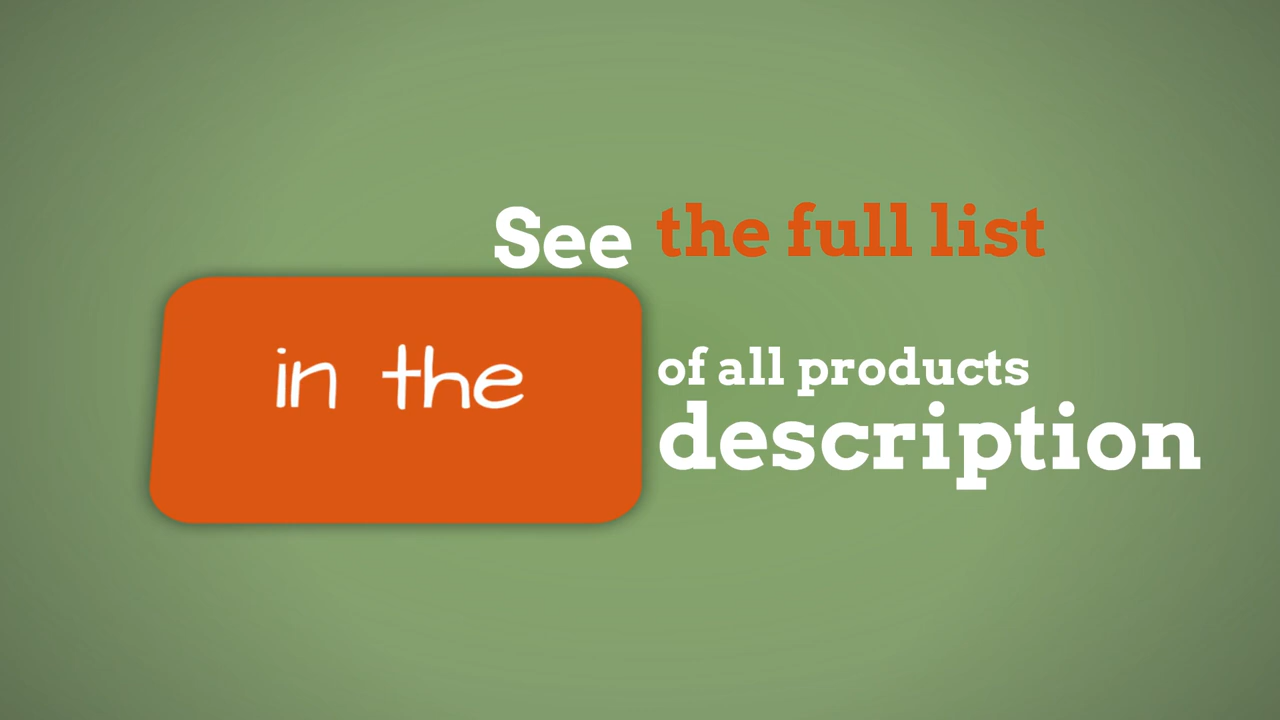 See the full list
of all products
in the description